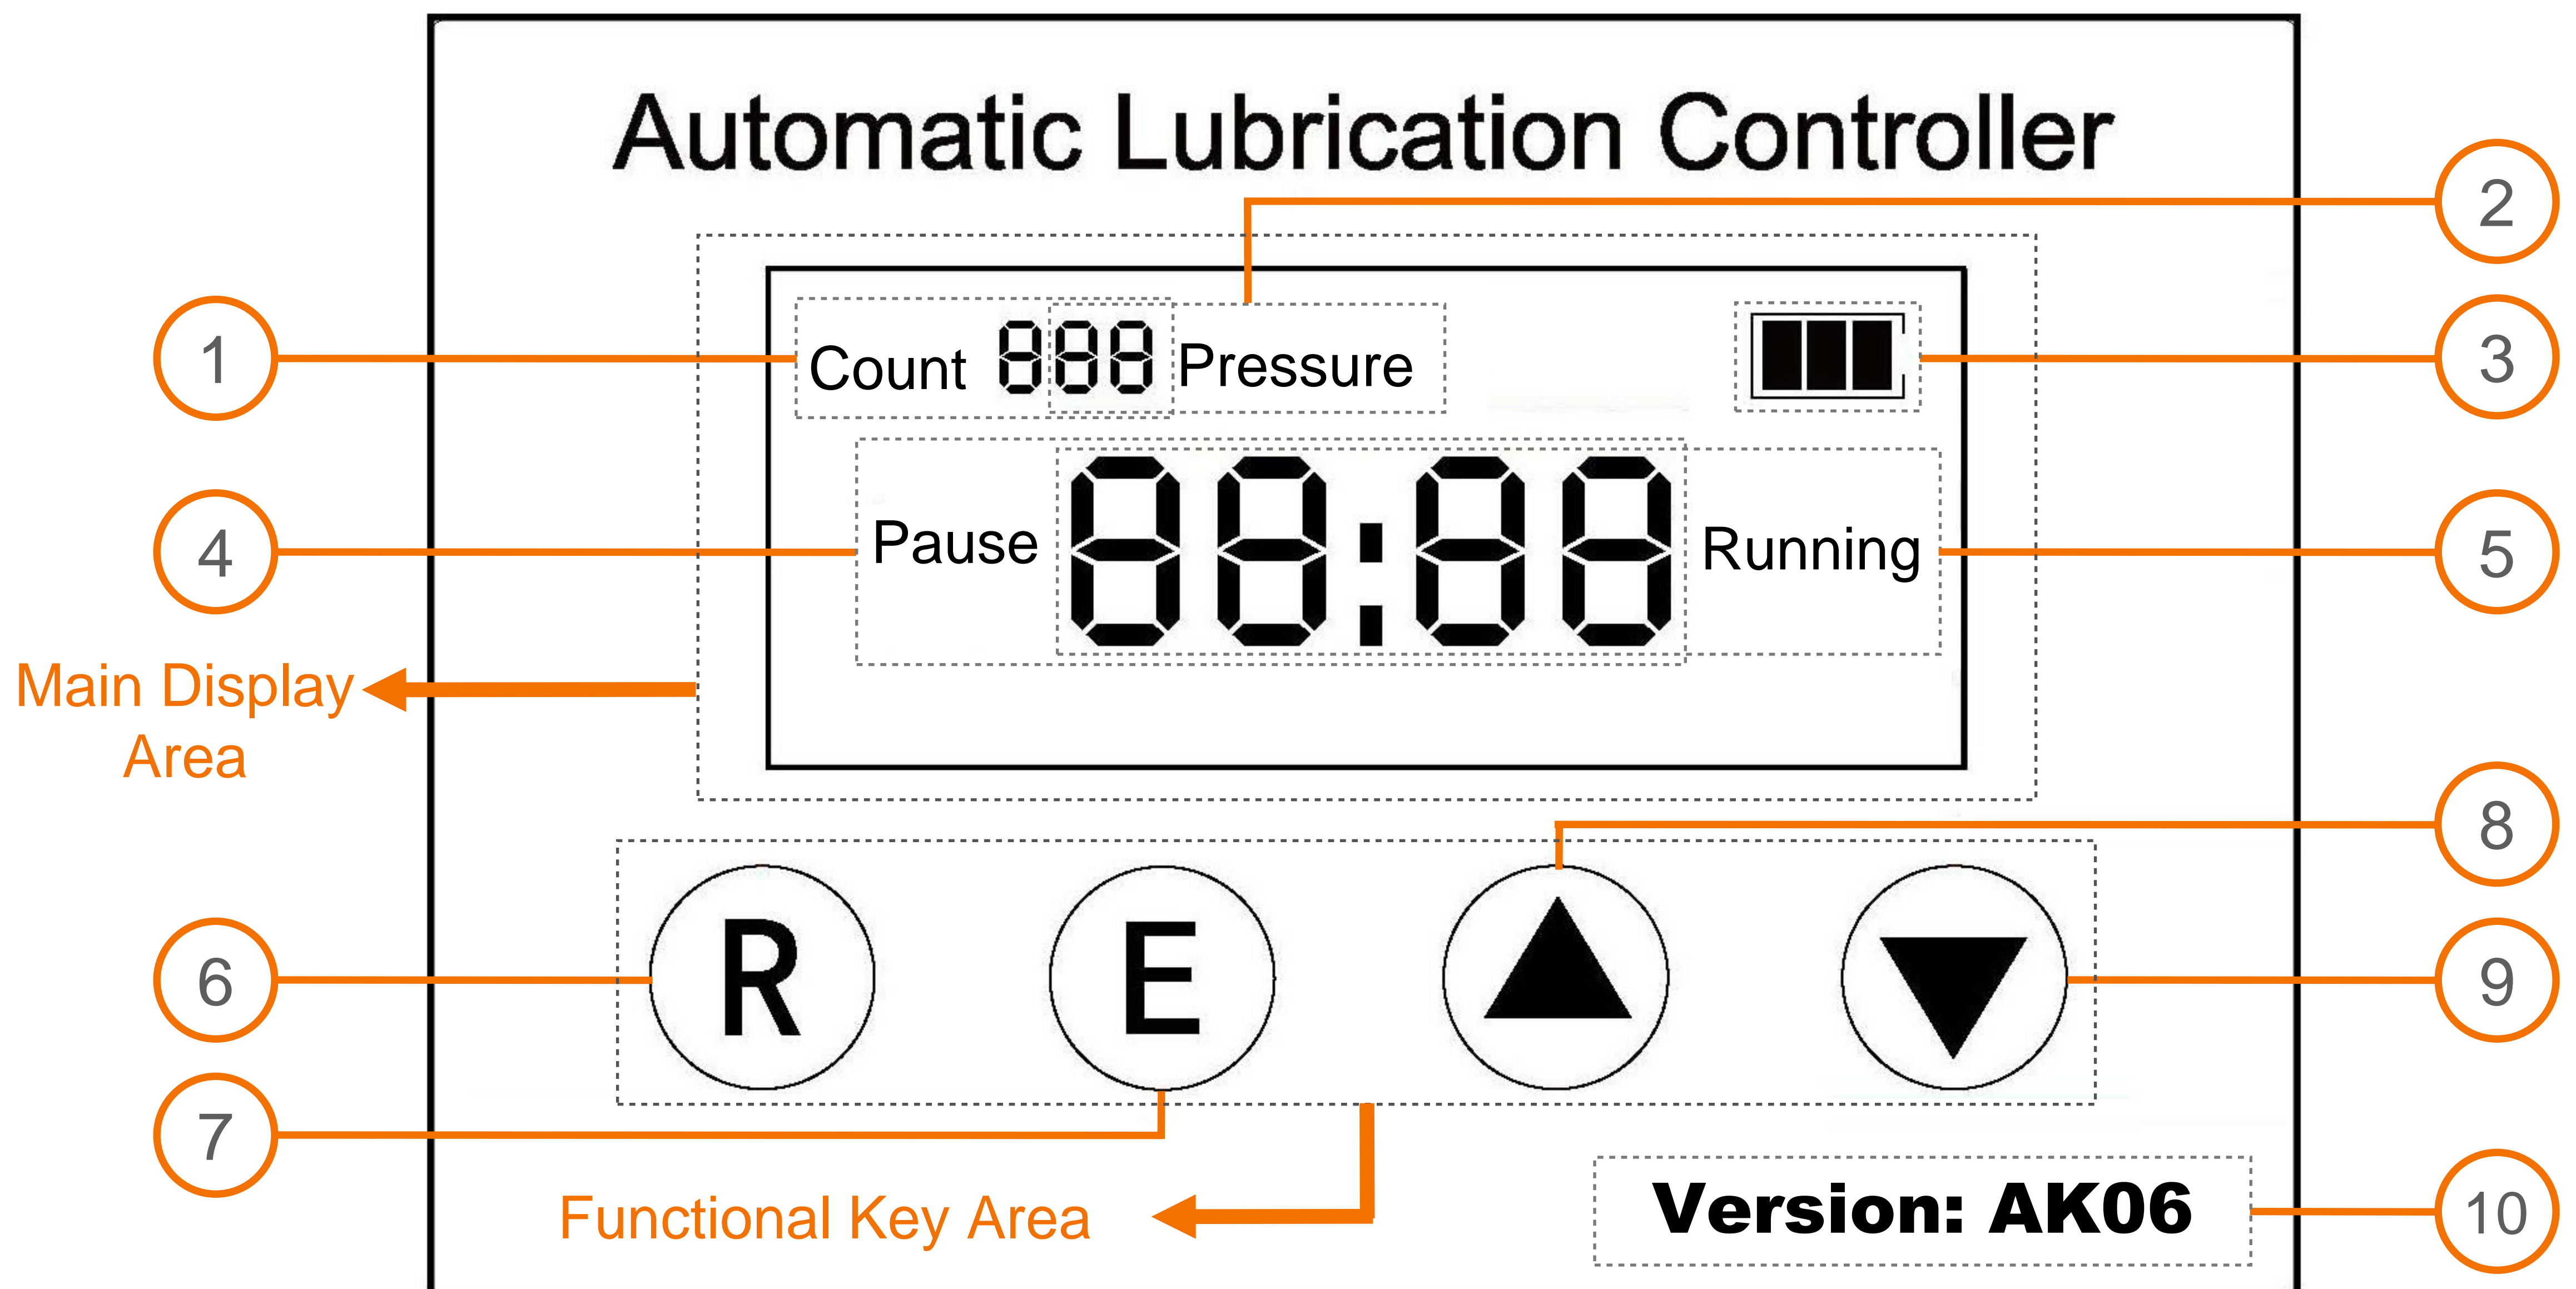 Automatic Lubrication Controller
2
1
Count 888 Pressure
3
4
Pause 88:88 Running
5
Main Display
Area
8
6
R E
9
7
Functional Key Area
Version: AK06
10